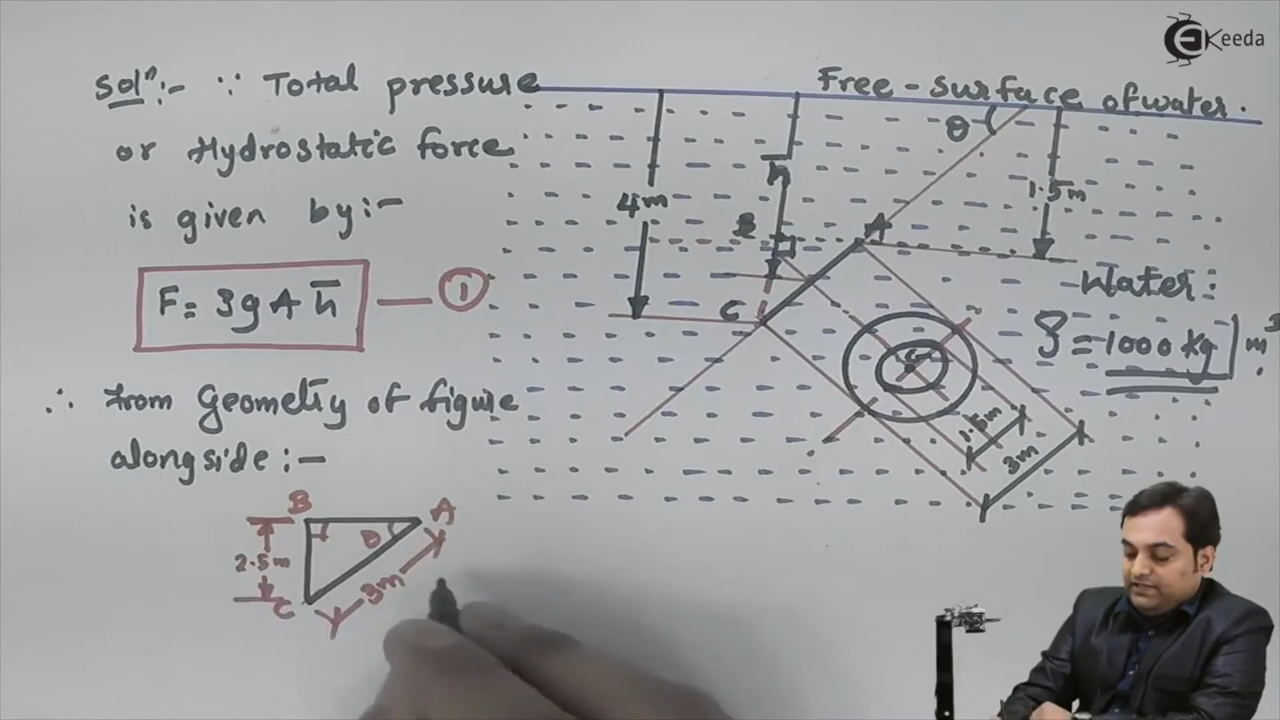 EKeeda
Solⁿ:- ∵ Total pressure
or Hydrostatic force
is given by:-
F = ρgAh̄ — ①
∴ from Geometry of figure
alongside:-
B A
θ
2.5m
3m
C
Free-surface of water.
θ
4m
h̄
1.5m
B
A
C
G
1.5m
3m
Water:
ρ = 1000 kg/m³.